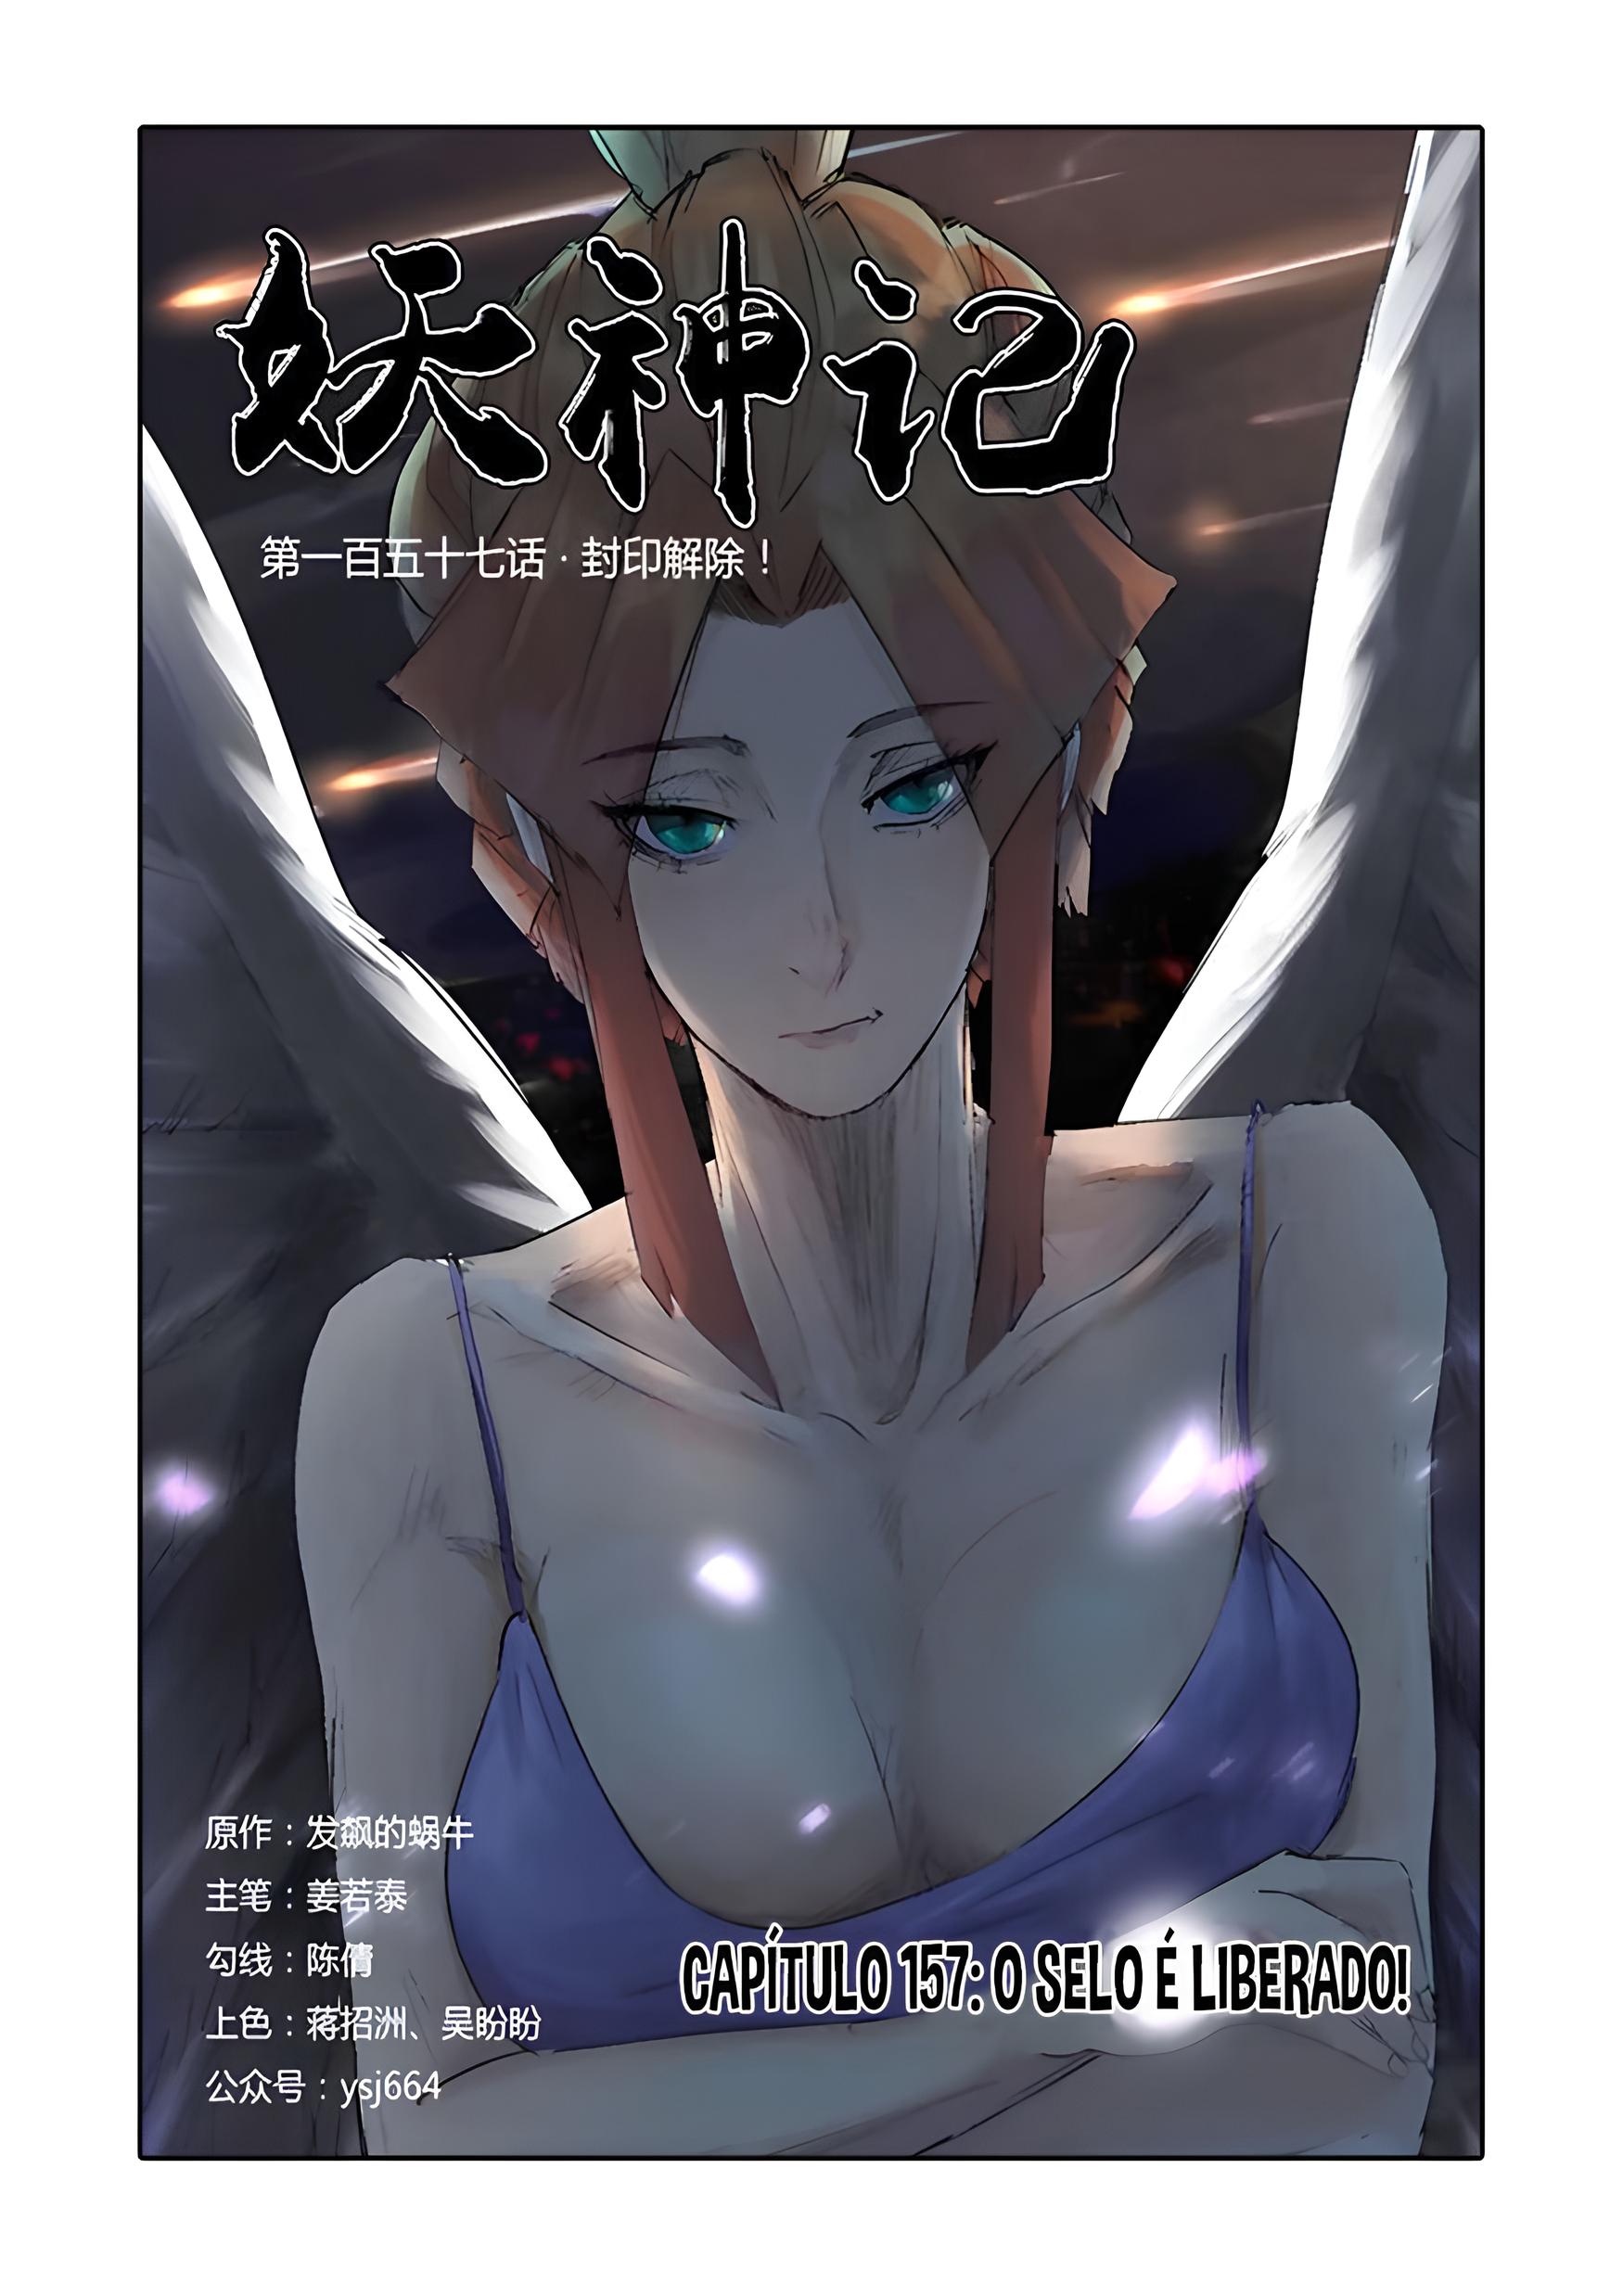 妖神记
第一百五十七话·封印解除！
原作：发飙的蜗牛
主笔：姜若泰
勾线：陈倩
上色：蒋招洲、吴盼盼
公众号：ysj664
CAPÍTULO 157: O SELO É LIBERADO!